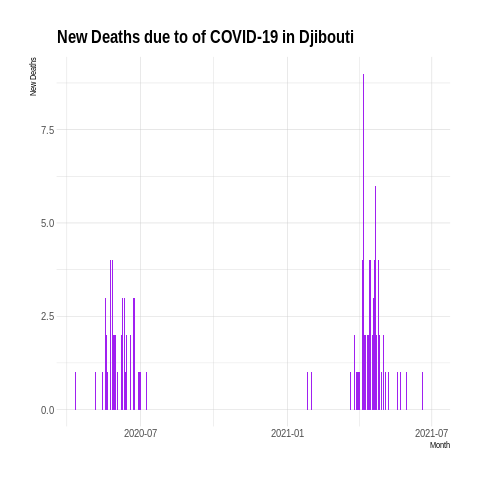 New Deaths due to of COVID-19 in Djibouti
New Deaths
7.5
5.0
2.5
0.0
2020-07 2021-01 2021-07
Month